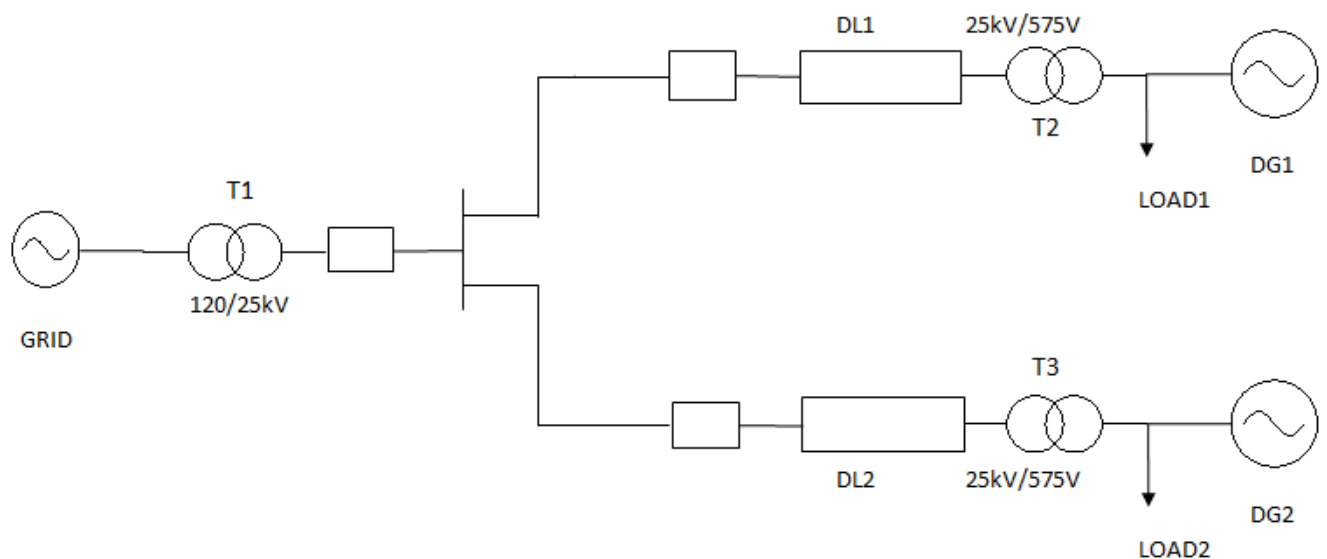 DL1
25kV/575V
T2
DG1
LOAD1
T1
120/25kV
GRID
T3
DL2
25kV/575V
DG2
LOAD2